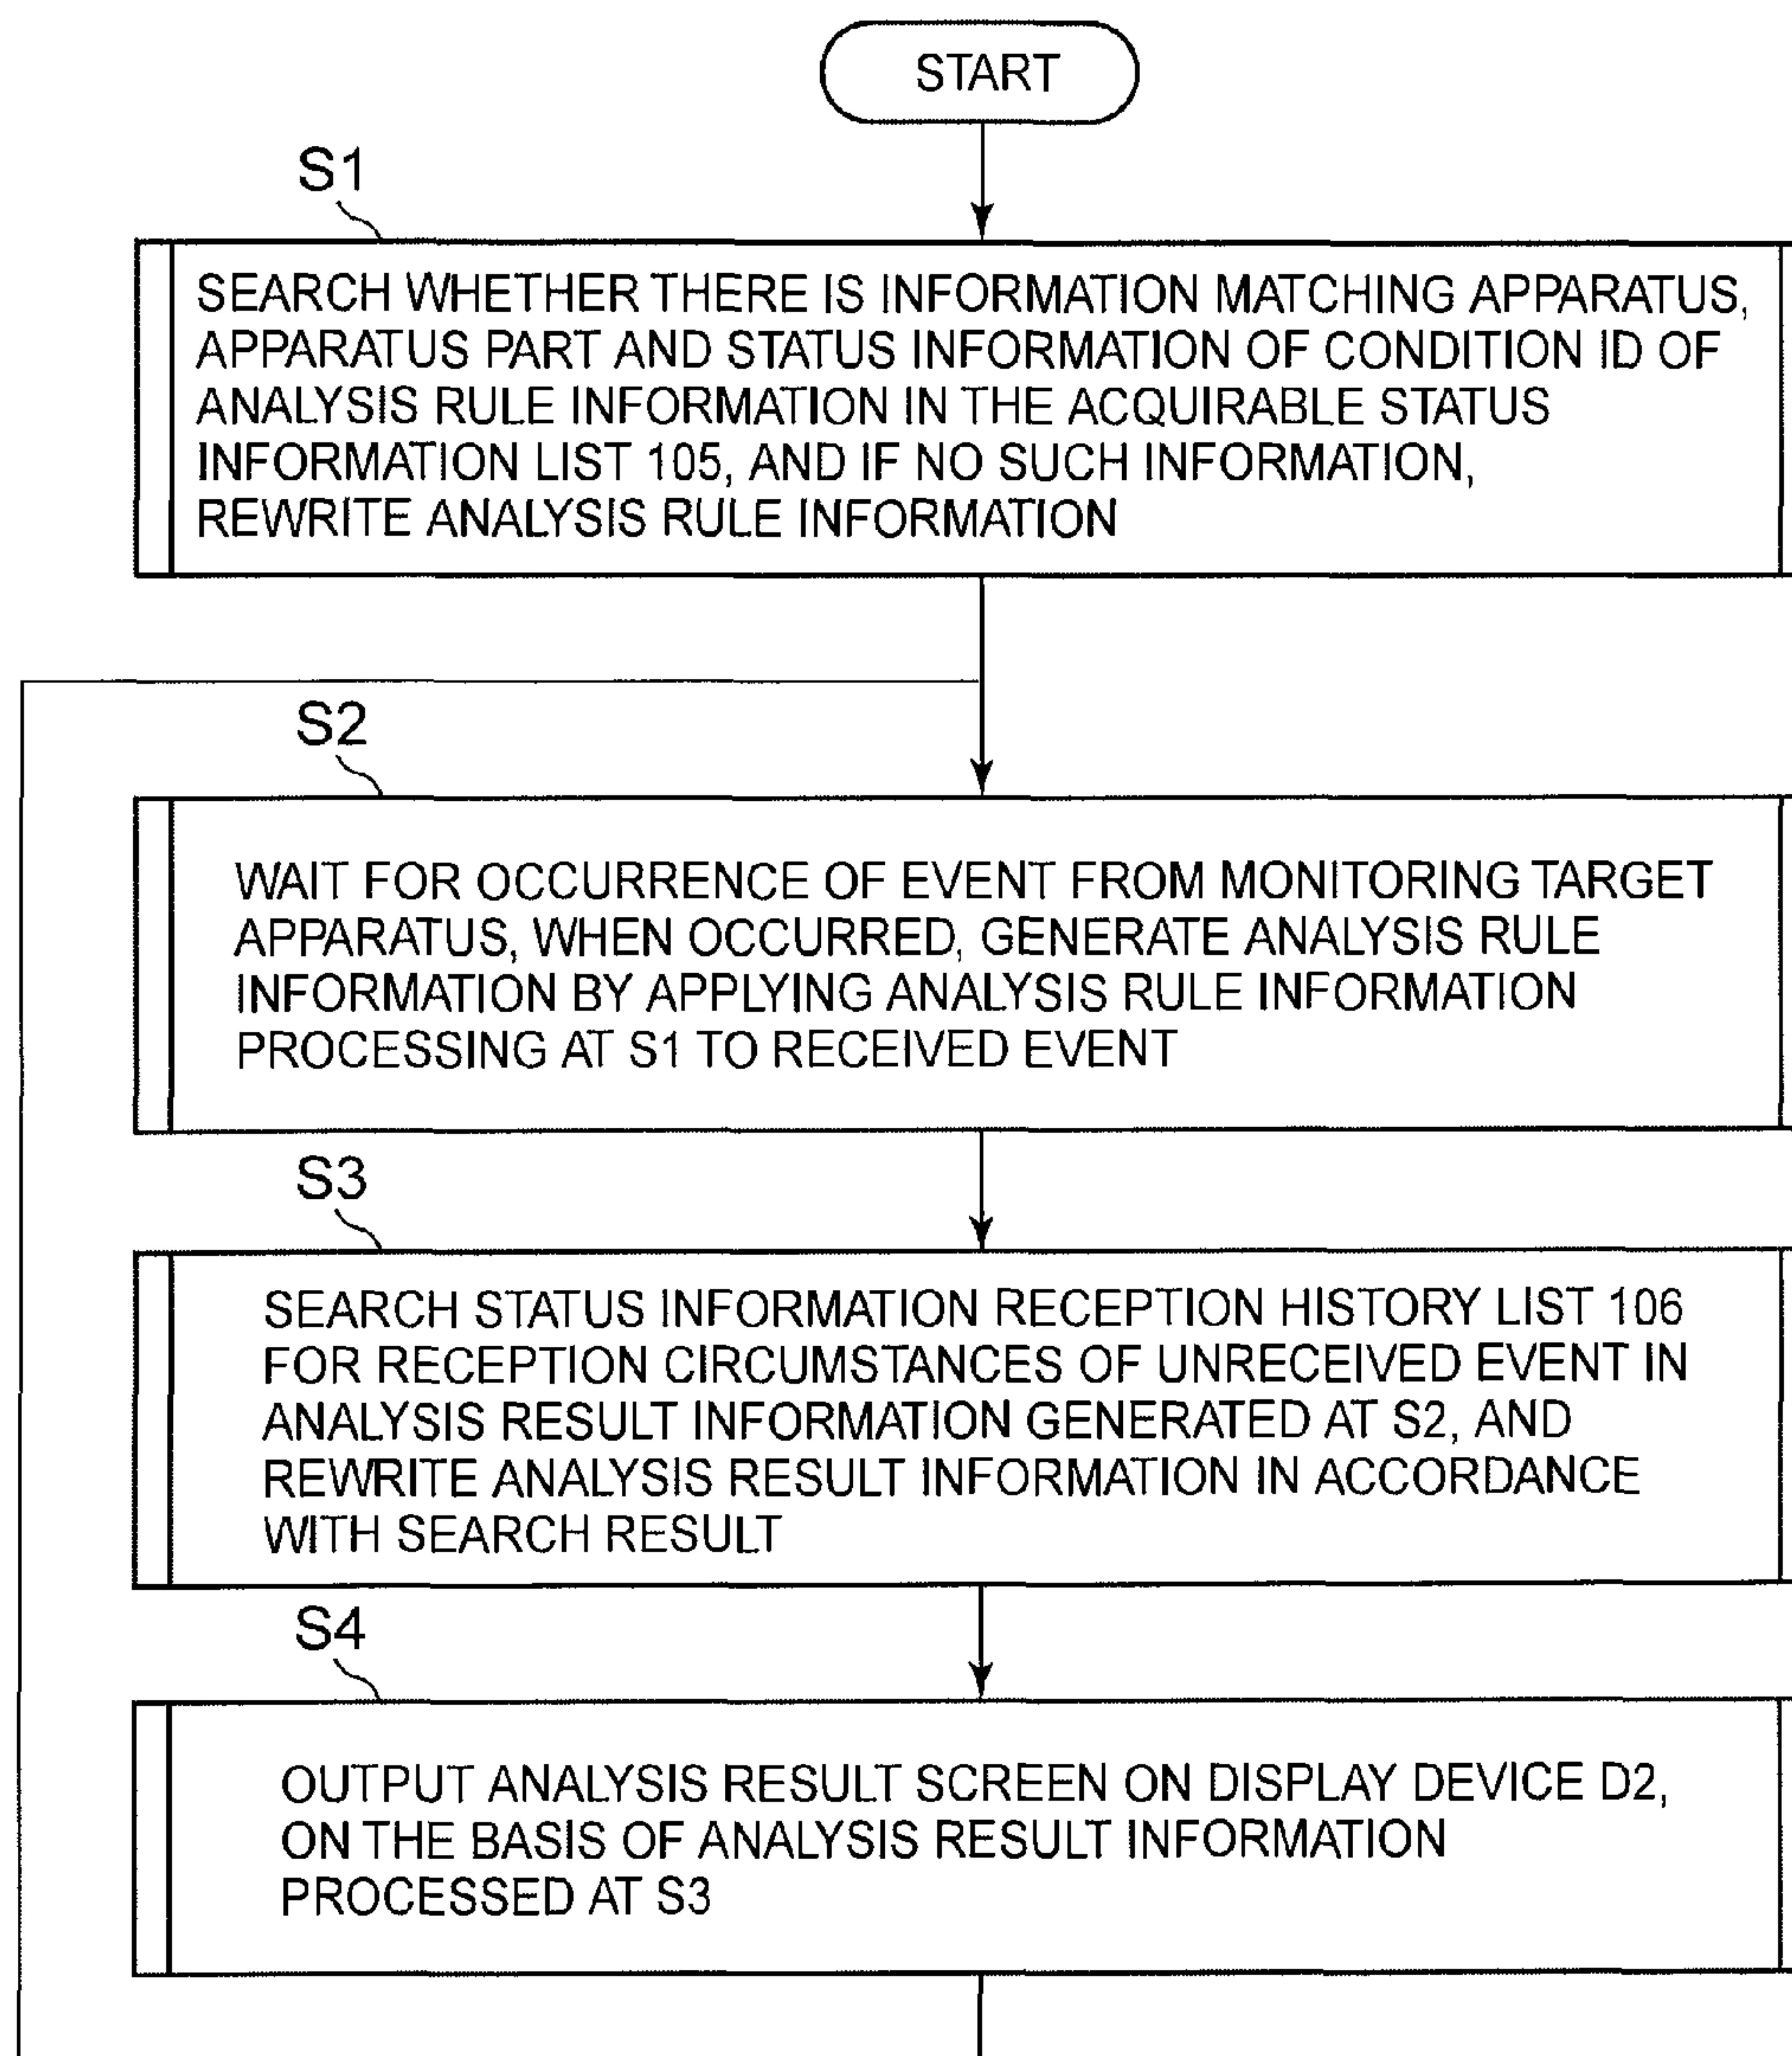 START
S1
SEARCH WHETHER THERE IS INFORMATION MATCHING APPARATUS,
APPARATUS PART AND STATUS INFORMATION OF CONDITION ID OF
ANALYSIS RULE INFORMATION IN THE ACQUIRABLE STATUS
INFORMATION LIST 105, AND IF NO SUCH INFORMATION,
REWRITE ANALYSIS RULE INFORMATION
S2
WAIT FOR OCCURRENCE OF EVENT FROM MONITORING TARGET
APPARATUS, WHEN OCCURRED, GENERATE ANALYSIS RULE
INFORMATION BY APPLYING ANALYSIS RULE INFORMATION
PROCESSING AT S1 TO RECEIVED EVENT
S3
SEARCH STATUS INFORMATION RECEPTION HISTORY LIST 106
FOR RECEPTION CIRCUMSTANCES OF UNRECEIVED EVENT IN
ANALYSIS RESULT INFORMATION GENERATED AT S2, AND
REWRITE ANALYSIS RESULT INFORMATION IN ACCORDANCE
WITH SEARCH RESULT
S4
OUTPUT ANALYSIS RESULT SCREEN ON DISPLAY DEVICE D2,
ON THE BASIS OF ANALYSIS RESULT INFORMATION
PROCESSED AT S3